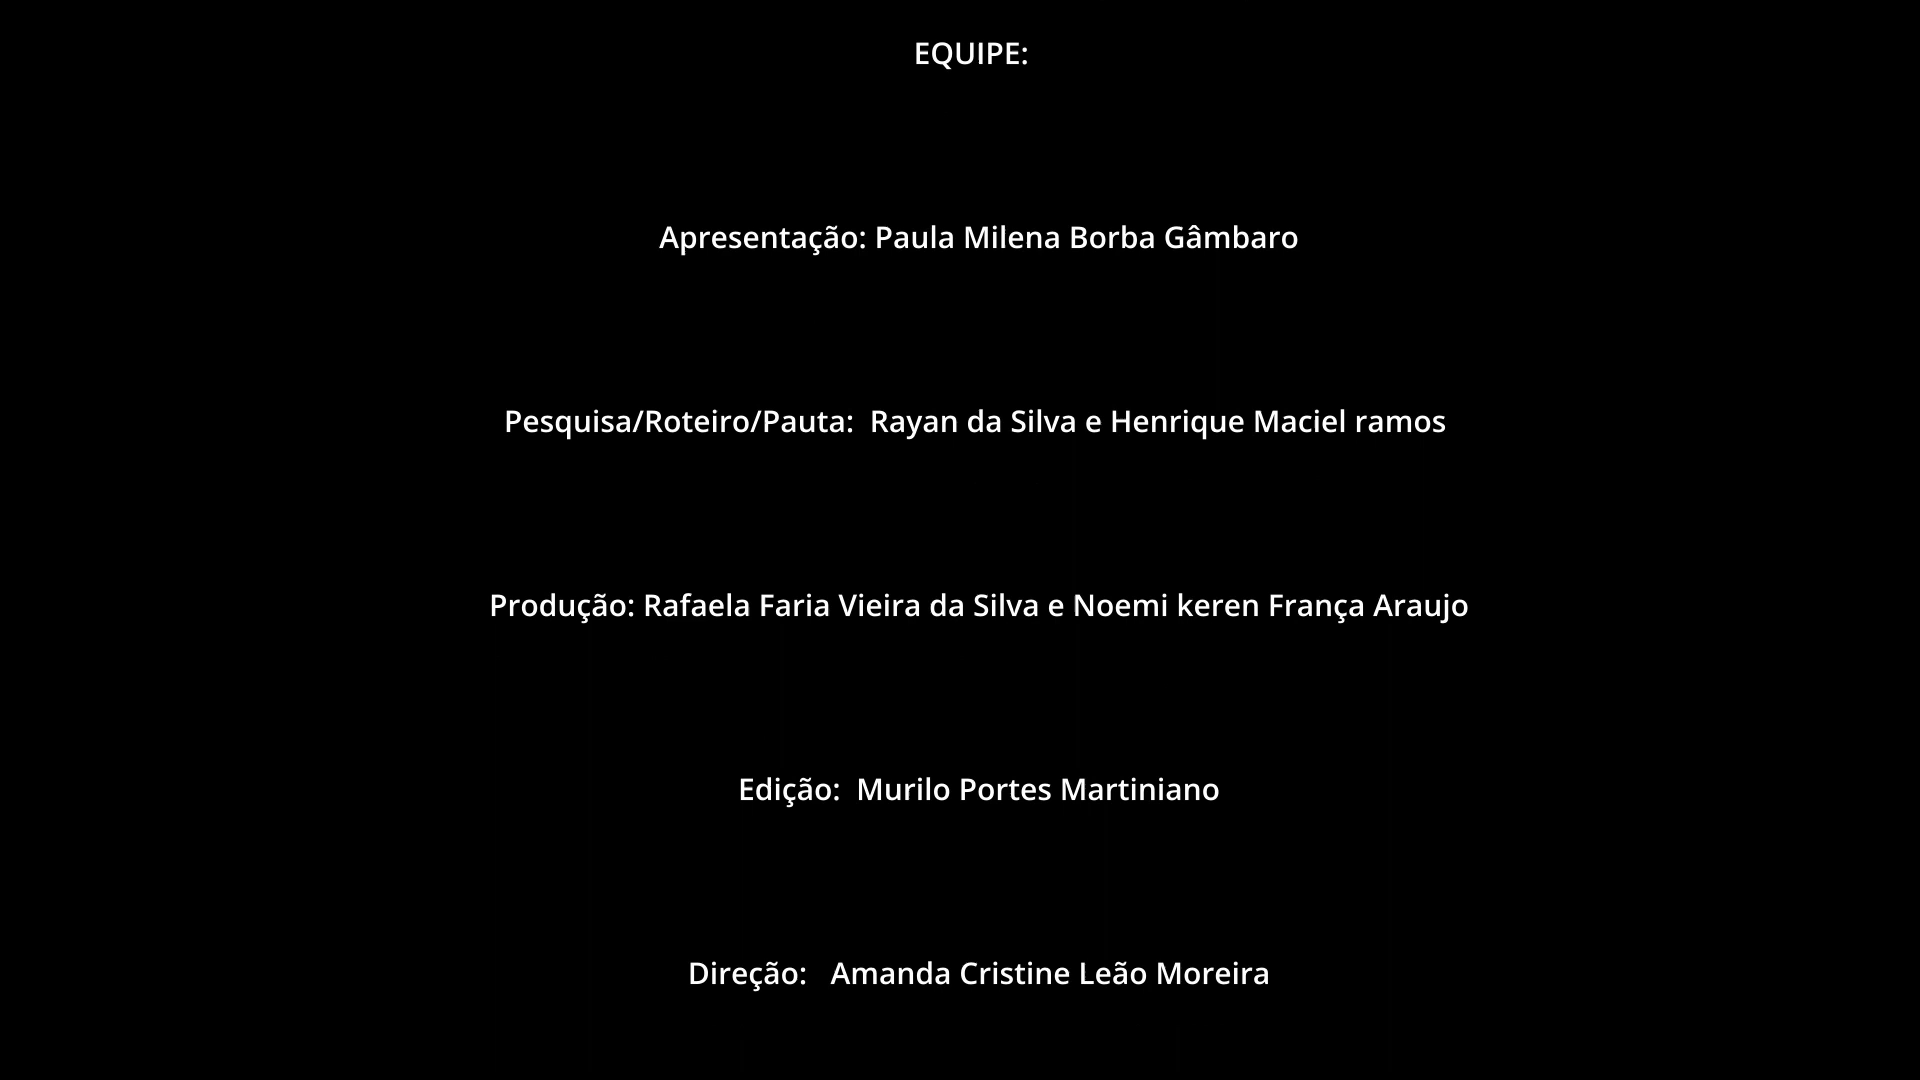 EQUIPE:
Apresentação: Paula Milena Borba Gâmbaro
Pesquisa/Roteiro/Pauta:  Rayan da Silva e Henrique Maciel ramos
Produção: Rafaela Faria Vieira da Silva e Noemi keren França Araujo
Edição:  Murilo Portes Martiniano
Direção:   Amanda Cristine Leão Moreira